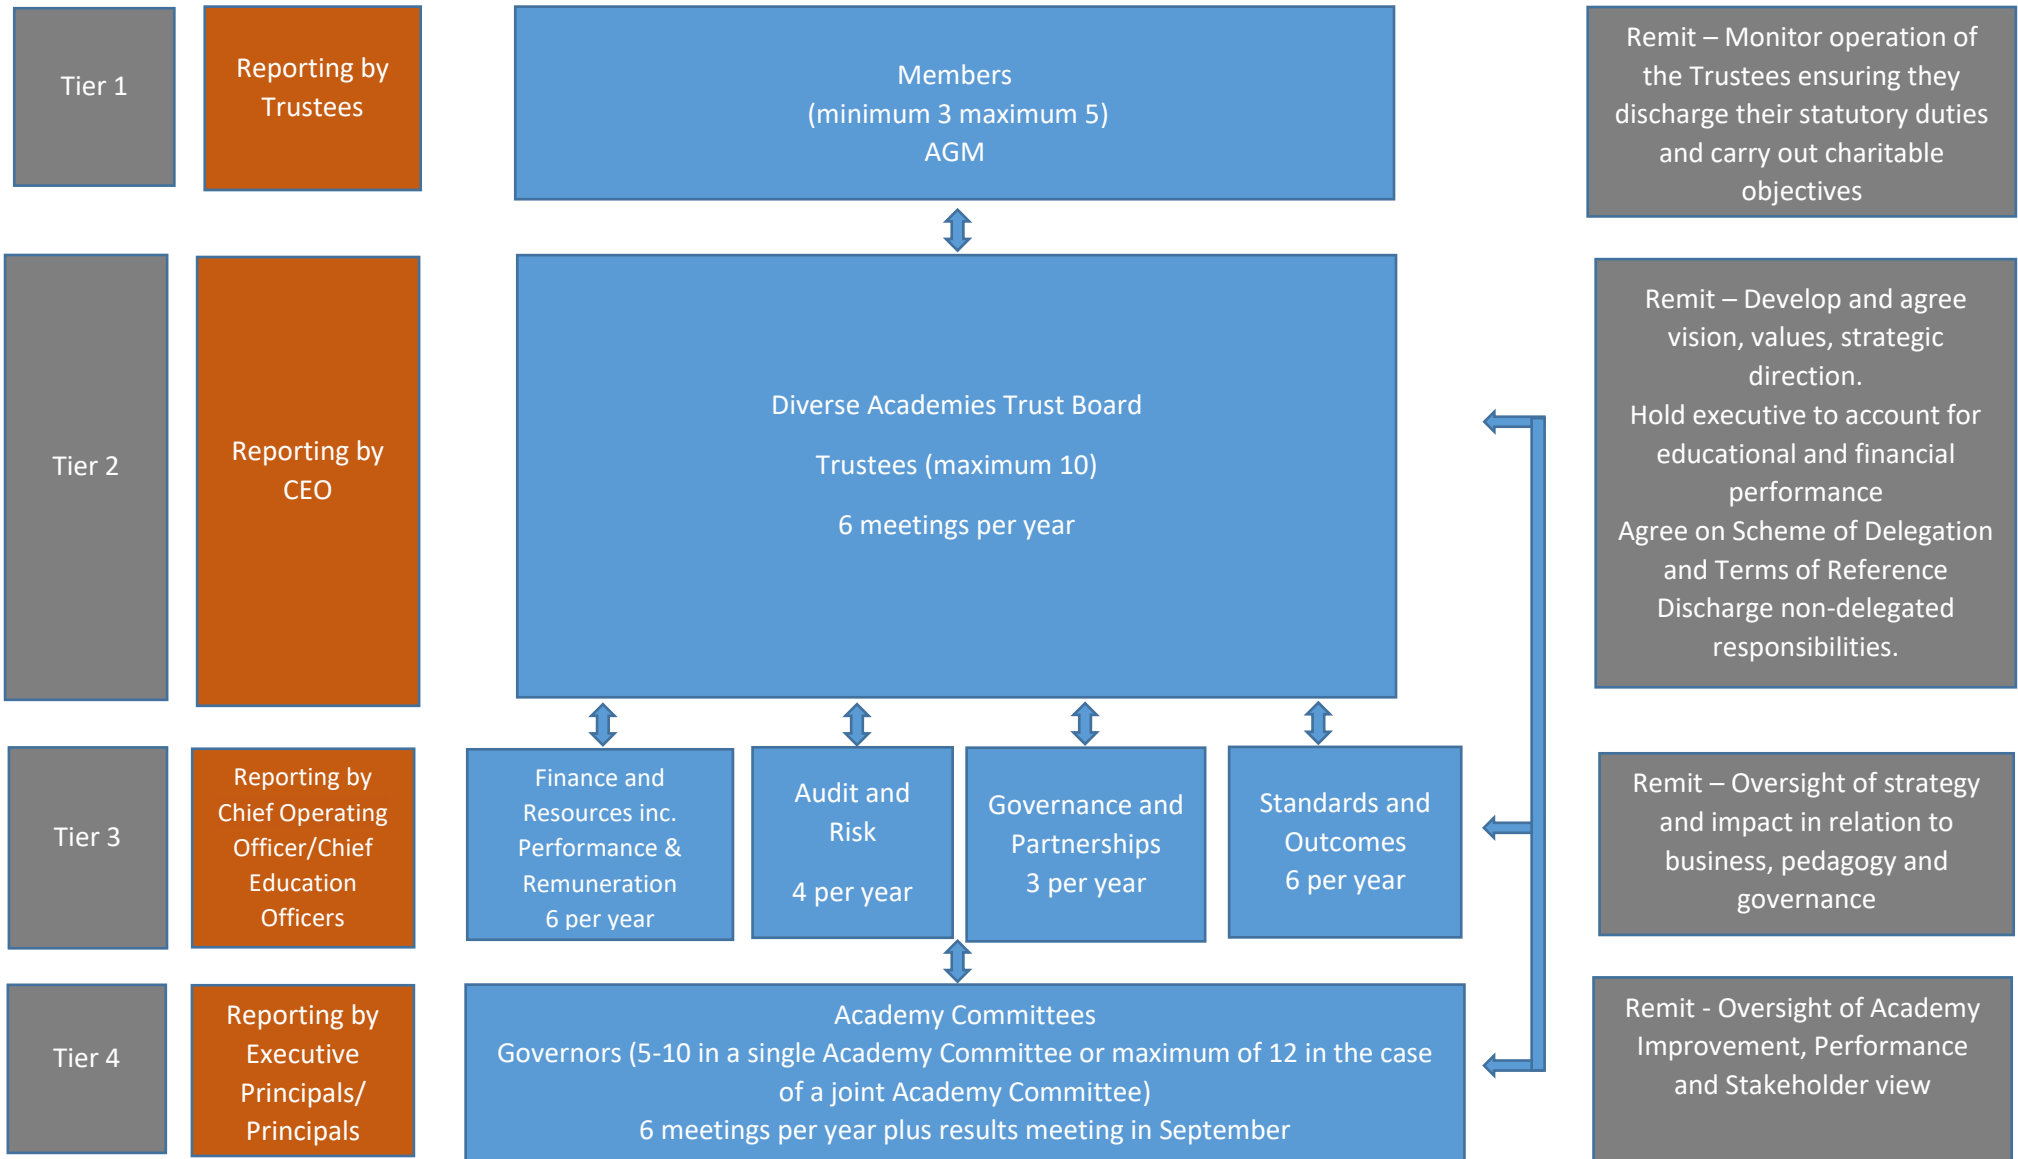 Tier 1
Reporting by
Trustees
Members
(minimum 3 maximum 5)
AGM
Remit – Monitor operation of
the Trustees ensuring they
discharge their statutory duties
and carry out charitable
objectives
Tier 2
Reporting by
CEO
Diverse Academies Trust Board
Trustees (maximum 10)
6 meetings per year
Remit – Develop and agree
vision, values, strategic
direction.
Hold executive to account for
educational and financial
performance
Agree on Scheme of Delegation
and Terms of Reference
Discharge non-delegated
responsibilities.
Tier 3
Reporting by
Chief Operating
Officer/Chief
Education
Officers
Finance and
Resources inc.
Performance &
Remuneration
6 per year
Audit and
Risk
4 per year
Governance and
Partnerships
3 per year
Standards and
Outcomes
6 per year
Remit – Oversight of strategy
and impact in relation to
business, pedagogy and
governance
Tier 4
Reporting by
Executive
Principals/
Principals
Academy Committees
Governors (5-10 in a single Academy Committee or maximum of 12 in the case
of a joint Academy Committee)
6 meetings per year plus results meeting in September
Remit - Oversight of Academy
Improvement, Performance
and Stakeholder view